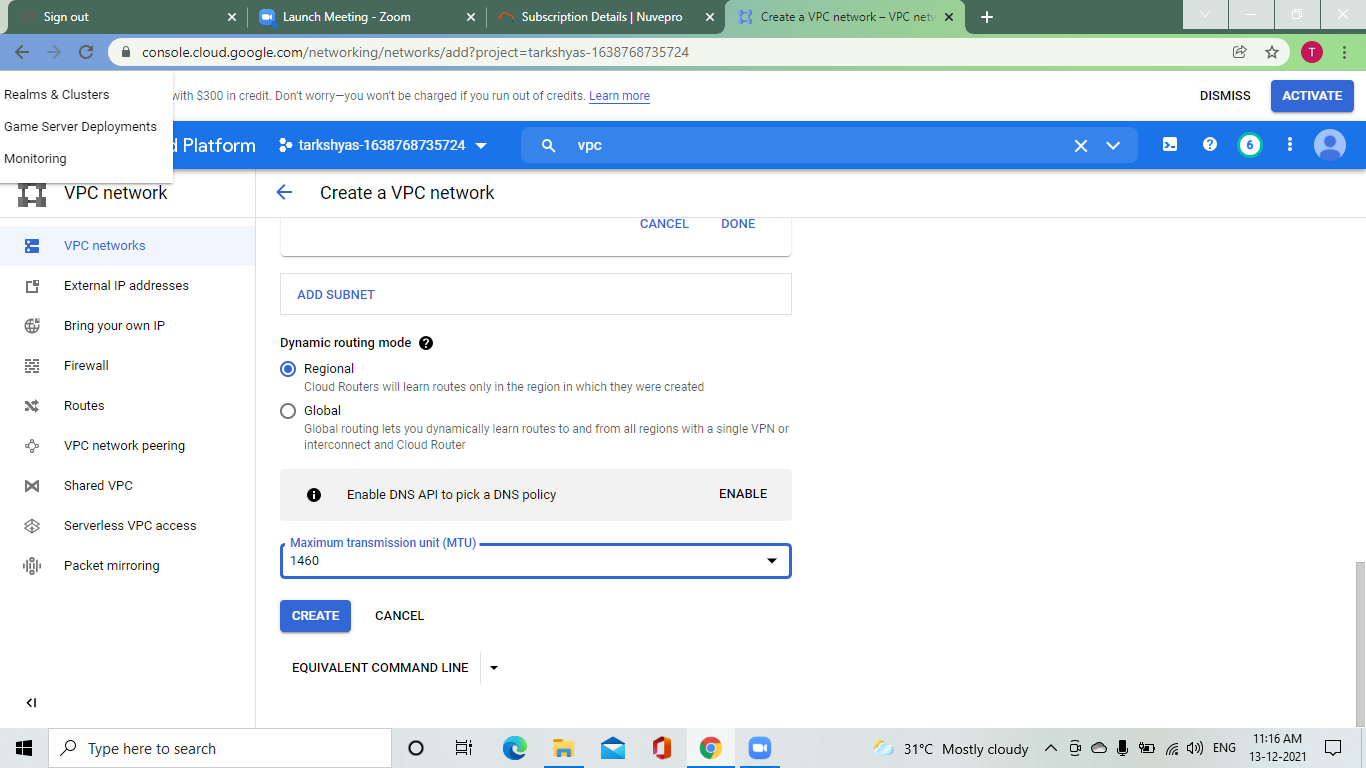 Sign out
Launch Meeting - Zoom
Subscription Details | Nuvepro
Create a VPC network – VPC netw
console.cloud.google.com/networking/networks/add?project=tarkshyas-1638768735724
T
Realms & Clusters
Game Server Deployments
Monitoring
with $300 in credit. Don't worry—you won't be charged if you run out of credits. Learn more
DISMISS
ACTIVATE
d Platform
tarkshyas-1638768735724
vpc
6
VPC network
Create a VPC network
VPC networks
External IP addresses
Bring your own IP
Firewall
Routes
VPC network peering
Shared VPC
Serverless VPC access
Packet mirroring
CANCEL
DONE
ADD SUBNET
Dynamic routing mode
Regional
Cloud Routers will learn routes only in the region in which they were created
Global
Global routing lets you dynamically learn routes to and from all regions with a single VPN or
interconnect and Cloud Router
Enable DNS API to pick a DNS policy
ENABLE
Maximum transmission unit (MTU)
1460
CREATE
CANCEL
EQUIVALENT COMMAND LINE
Type here to search
31°C Mostly cloudy
ENG
11:16 AM
13-12-2021